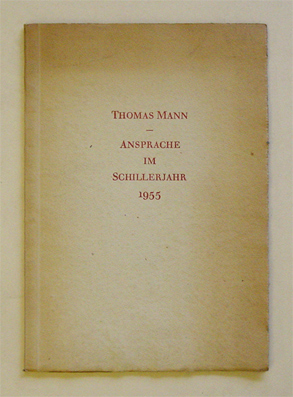 THOMAS MANN
–
ANSPRACHE
IM
SCHILLERJAHR
1955